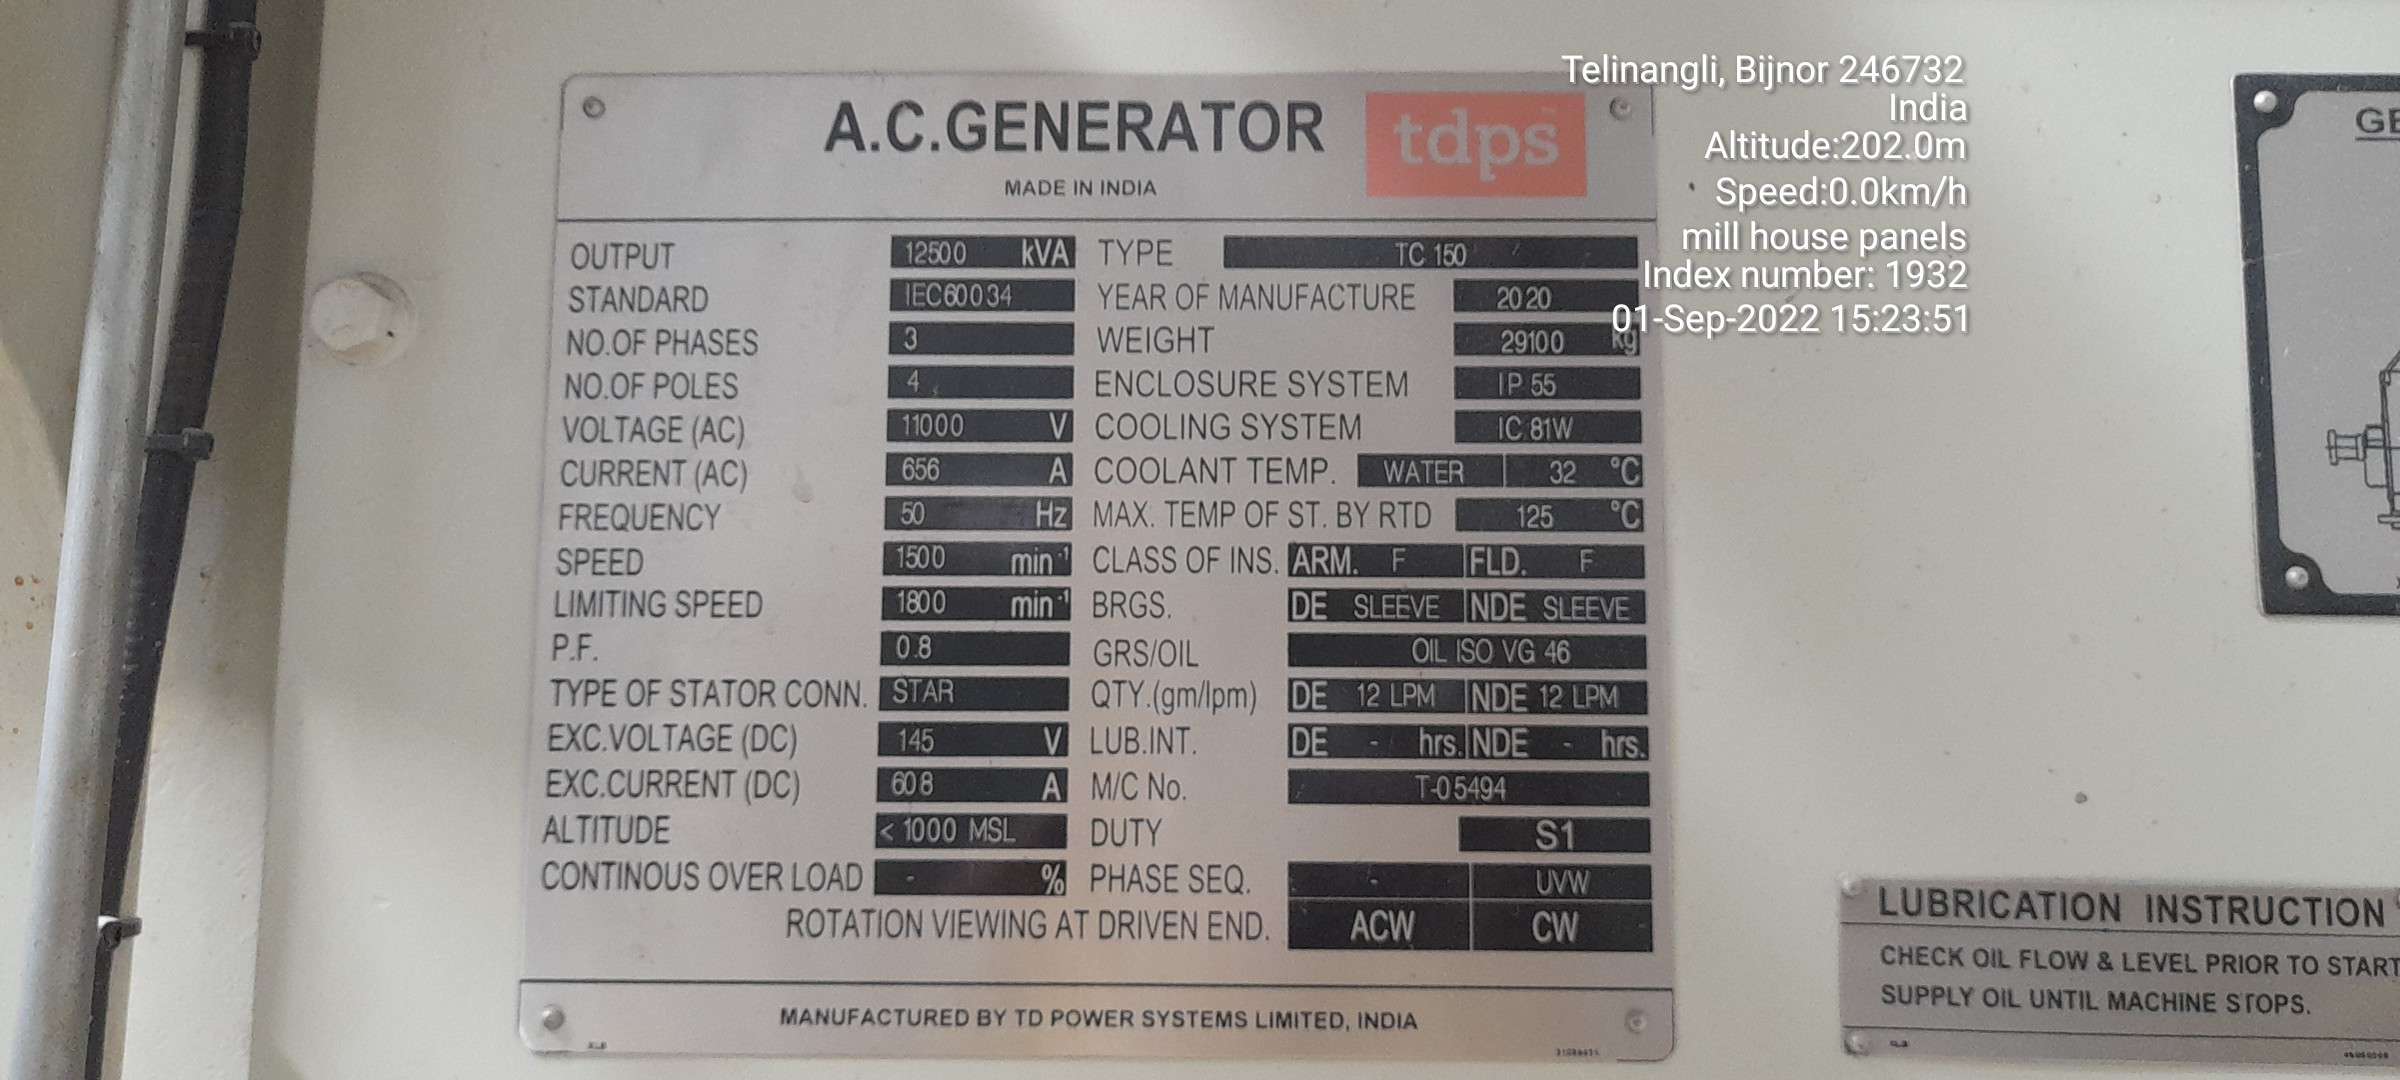 A.C.GENERATOR
tdps
MADE IN INDIA
OUTPUT 12500 kVA TYPE TC 150
STANDARD IEC60034 YEAR OF MANUFACTURE 2020
NO.OF PHASES 3 WEIGHT 29100 kg
NO.OF POLES 4 ENCLOSURE SYSTEM IP 55
VOLTAGE (AC) 11000 V COOLING SYSTEM IC 81W
CURRENT (AC) 656 A COOLANT TEMP. WATER 32 °C
FREQUENCY 50 Hz MAX. TEMP OF ST. BY RTD 125 °C
SPEED 1500 min-1 CLASS OF INS. ARM. F FLD. F
LIMITING SPEED 1800 min-1 BRGS. DE SLEEVE NDE SLEEVE
P.F. 0.8 GRS/OIL OIL ISO VG 46
TYPE OF STATOR CONN. STAR QTY.(gm/lpm) DE 12 LPM NDE 12 LPM
EXC.VOLTAGE (DC) 145 V LUB.INT. DE - hrs. NDE - hrs.
EXC.CURRENT (DC) 608 A M/C No. T-05494
ALTITUDE < 1000 MSL DUTY S1
CONTINOUS OVER LOAD - % PHASE SEQ. - UVW
ROTATION VIEWING AT DRIVEN END. ACW CW
MANUFACTURED BY TD POWER SYSTEMS LIMITED, INDIA
Telinangli, Bijnor 246732
India
Altitude:202.0m
Speed:0.0km/h
mill house panels
Index number: 1932
01-Sep-2022 15:23:51
LUBRICATION INSTRUCTION
CHECK OIL FLOW & LEVEL PRIOR TO START
SUPPLY OIL UNTIL MACHINE STOPS.